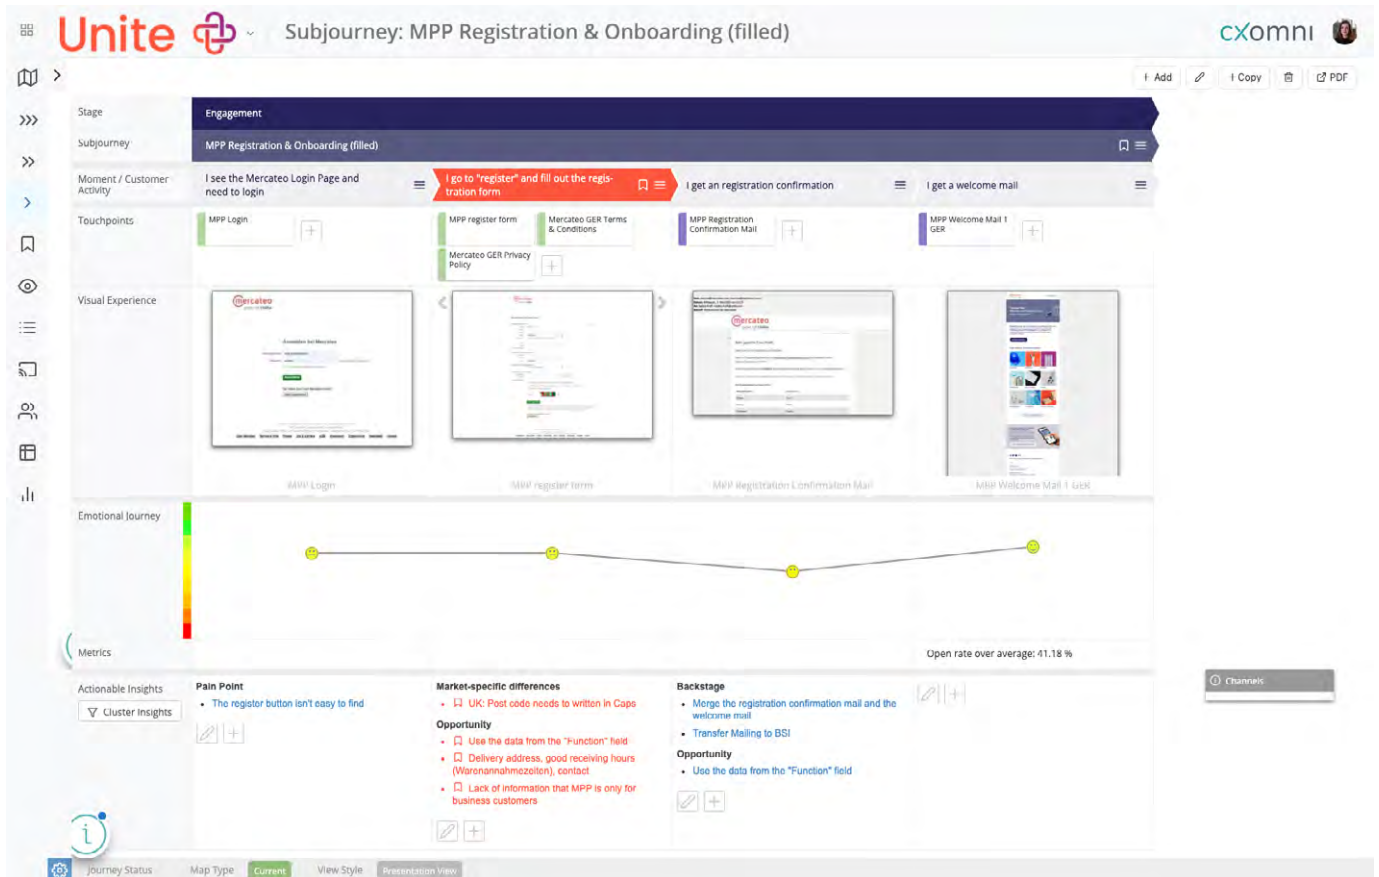 Unite
Subjourney: MPP Registration & Onboarding (filled)
cxomni
Add
Copy
PDF
Stage
Engagement
Subjourney
MPP Registration & Onboarding (filled)
Moment / Customer
Activity
I see the Mercateo Login Page and
need to login
I go to "register" and fill out the regis-
tration form
I get an registration confirmation
I get a welcome mail
Touchpoints
MPP Login
MPP register form
Mercateo GER Terms
& Conditions
Mercateo GER Privacy
Policy
MPP Registration
Confirmation Mail
MPP Welcome Mail 1
GER
Visual Experience
mercateo
Anmelden bei Mercateo
mercateo
MPP Login
MPP register form
MPP Registration Confirmation Mail
MPP Welcome Mail 1 GER
Emotional Journey
Metrics
Open rate over average: 41.18 %
Actionable Insights
Cluster Insights
Pain Point
The register button isn't easy to find
Market-specific differences
UK: Post code needs to written in Caps
Opportunity
Use the data from the "Function" field
Delivery address, good receiving hours
(Warenannahmezeiten), contact
Lack of information that MPP is only for
business customers
Backstage
Merge the registration confirmation mail and the
welcome mail
Transfer Mailing to BSI
Opportunity
Use the data from the "Function" field
Channels
Journey Status
Map Type
Current
View Style
Presentation View